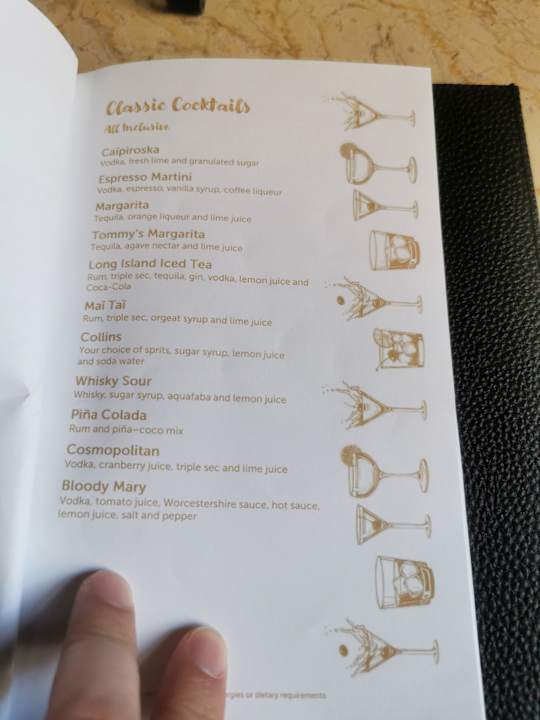 Classic Cocktails
All Inclusive
Caipiroska
Vodka, fresh lime and granulated sugar
Espresso Martini
Vodka, espresso, vanilla syrup, coffee liqueur
Margarita
Tequila, orange liqueur and lime juice
Tommy's Margarita
Tequila, agave nectar and lime juice
Long Island Iced Tea
Rum, triple sec, tequila, gin, vodka, lemon juice and
Coca-Cola
Maï Taï
Rum, triple sec, orgeat syrup and lime juice
Collins
Your choice of sprits, sugar syrup, lemon juice
and soda water
Whisky Sour
Whisky, sugar syrup, aquafaba and lemon juice
Piña Colada
Rum and piña–coco mix
Cosmopolitan
Vodka, cranberry juice, triple sec and lime juice
Bloody Mary
Vodka, tomato juice, Worcestershire sauce, hot sauce,
lemon juice, salt and pepper
or dietary requirements